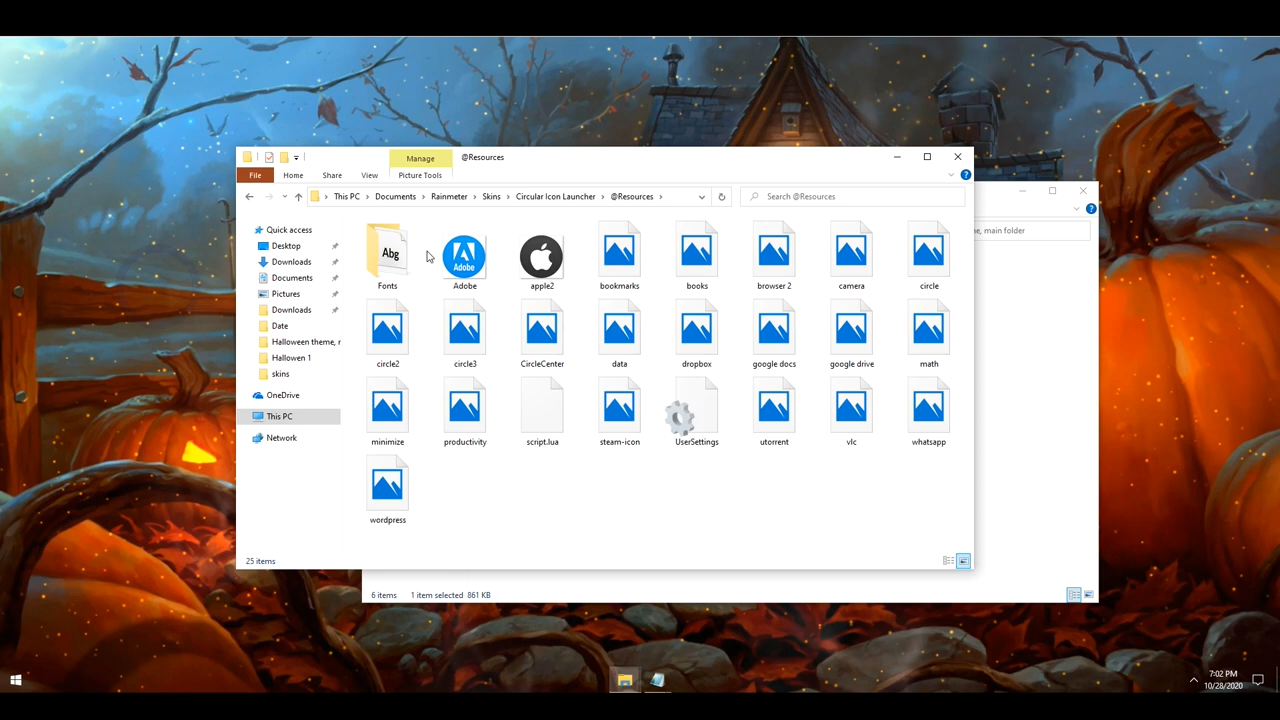 Manage
@Resources
File
Home
Share
View
Picture Tools
This PC
Documents
Rainmeter
Skins
Circular Icon Launcher
@Resources
Search @Resources
Quick access
Desktop
Downloads
Documents
Pictures
Downloads
Date
Halloween theme, r
Hallowen 1
skins
OneDrive
This PC
Network
Abg
Fonts
Adobe
Adobe
apple2
bookmarks
books
browser 2
camera
circle
circle2
circle3
CircleCenter
data
dropbox
google docs
google drive
math
minimize
productivity
script.lua
steam-icon
UserSettings
utorrent
vlc
whatsapp
wordpress
25 items
e, main folder
6 items 1 item selected 861 KB
7:02 PM
10/28/2020